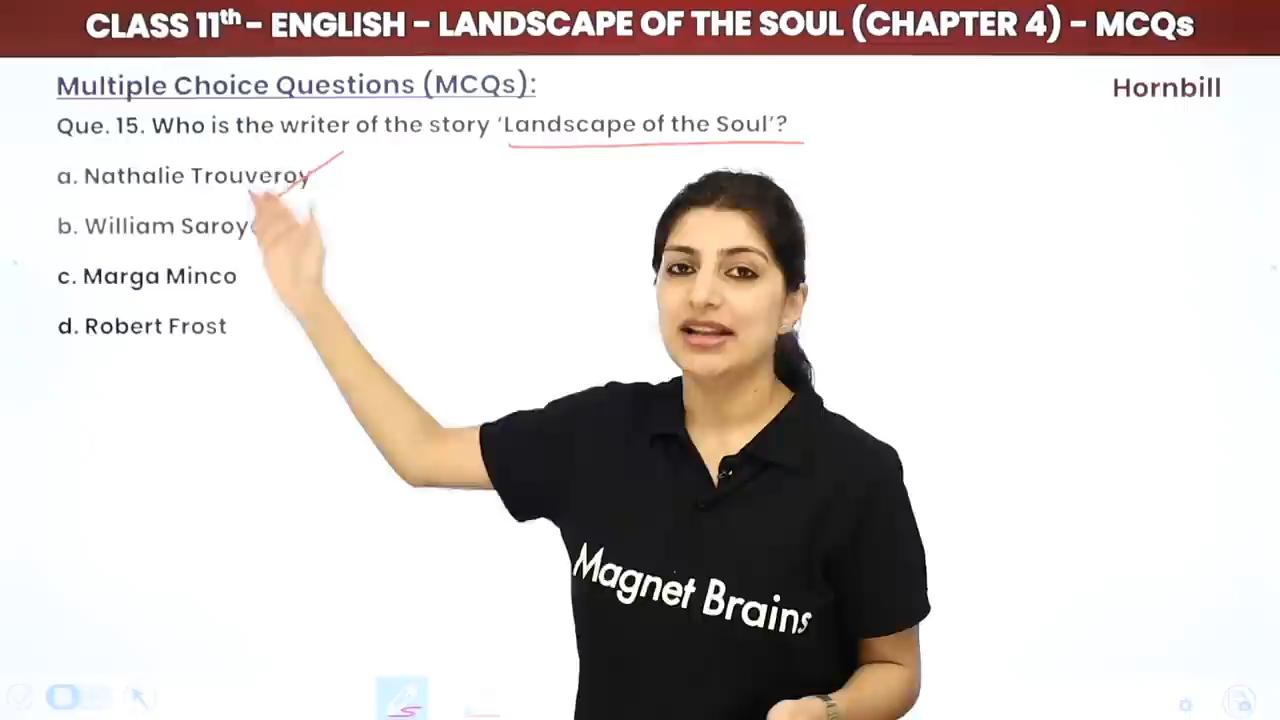 CLASS 11th - ENGLISH - LANDSCAPE OF THE SOUL (CHAPTER 4) - MCQs
Multiple Choice Questions (MCQs):
Hornbill
Que. 15. Who is the writer of the story ‘Landscape of the Soul’?
a. Nathalie Trouveroy
b. William
c. Marga Minco
d. Robert Frost
Magnet Brains